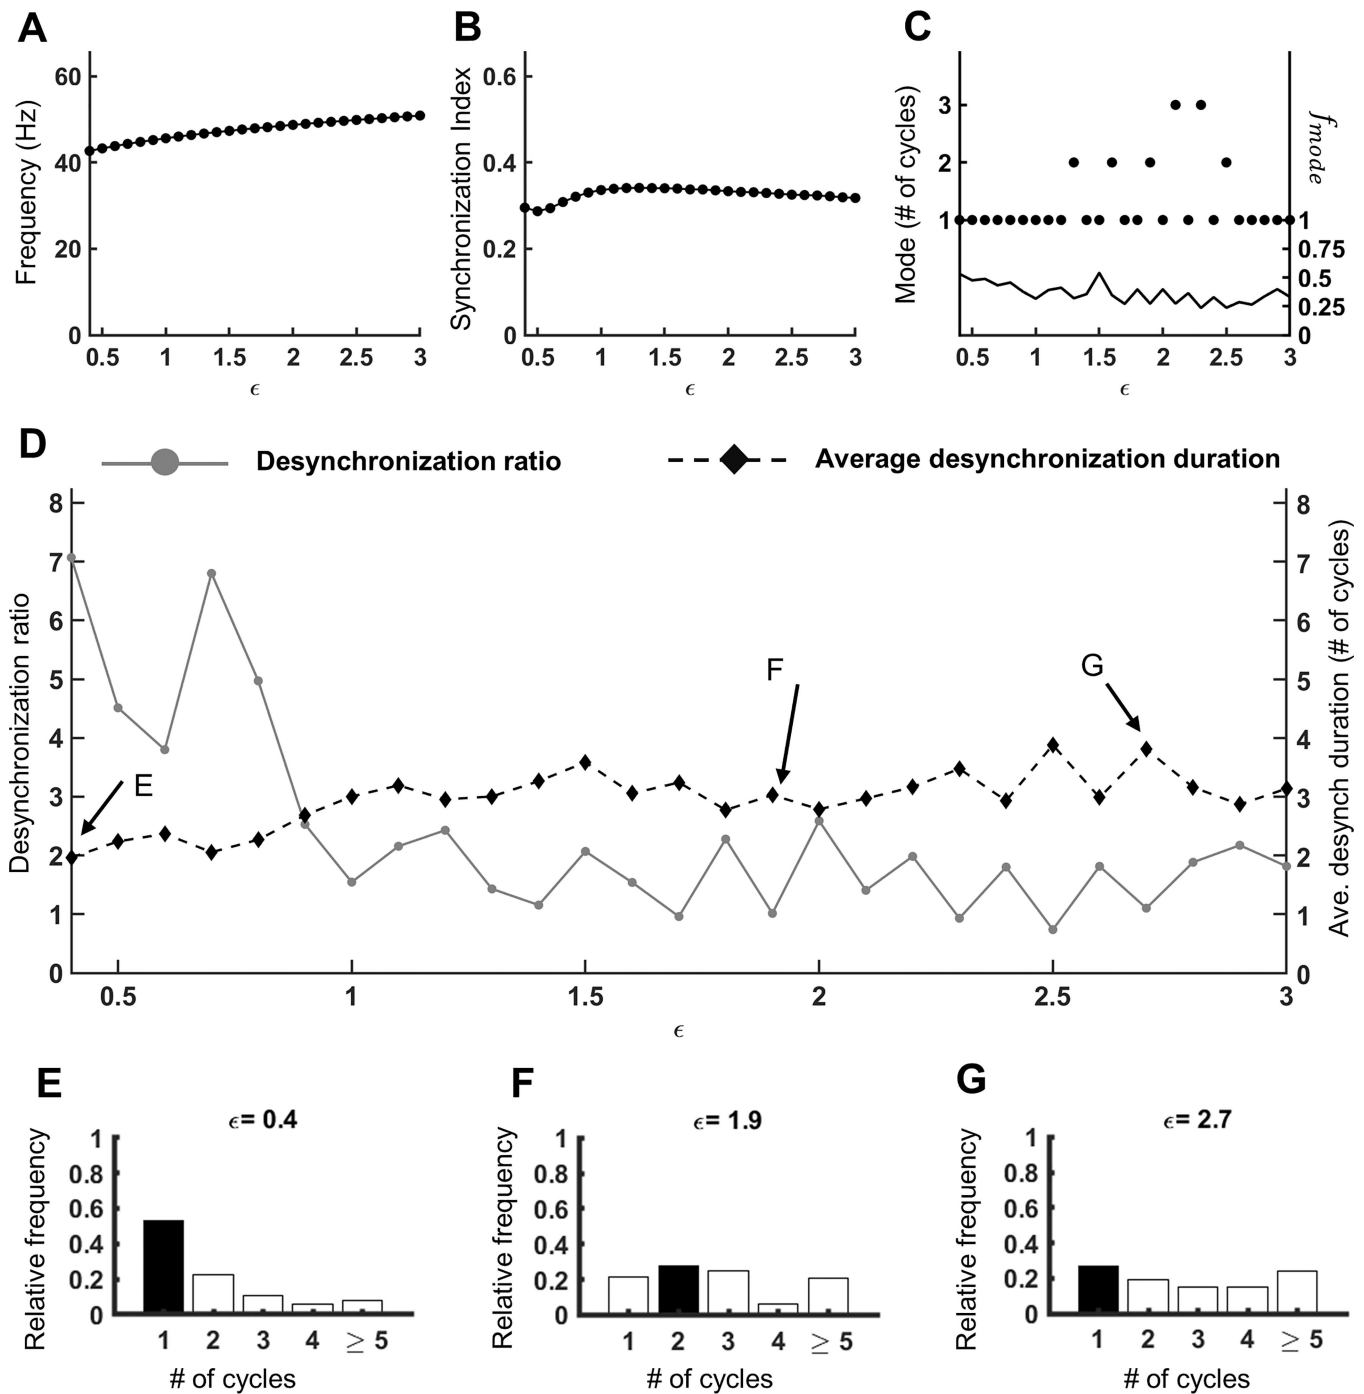 A
B
C
Frequency (Hz)
60
40
20
0
0.5 1 1.5 2 2.5 3
ϵ
Synchronization Index
0.6
0.4
0.2
0
0.5 1 1.5 2 2.5 3
ϵ
Mode (# of cycles)
3
2
1
f_mode
1
0.75
0.5
0.25
0
0.5 1 1.5 2 2.5 3
ϵ
D
Desynchronization ratio
Average desynchronization duration
Desynchronization ratio
8
7
6
5
4
3
2
1
0
E
F
G
8
7
6
5
4
3
2
1
0
Ave. desynch duration (# of cycles)
0.5 1 1.5 2 2.5 3
ϵ
E
ϵ= 0.4
Relative frequency
1
0.8
0.6
0.4
0.2
0
1 2 3 4 ≥ 5
# of cycles
F
ϵ= 1.9
Relative frequency
1
0.8
0.6
0.4
0.2
0
1 2 3 4 ≥ 5
# of cycles
G
ϵ= 2.7
Relative frequency
1
0.8
0.6
0.4
0.2
0
1 2 3 4 ≥ 5
# of cycles